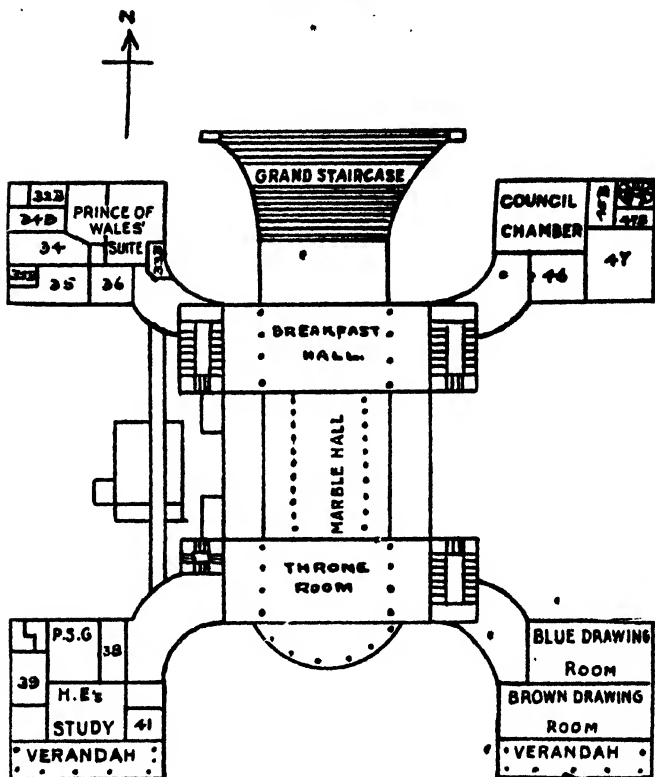 N
GRAND STAIRCASE
PRINCE OF
WALES'
SUITE
34
35
36
COUNCIL
CHAMBER
46
47
BREAKFAST
HALL.
MARBLE HALL
THRONE
ROOM
P.S.G
38
39
H.E's
STUDY
41
VERANDAH
BLUE DRAWING
ROOM
BROWN DRAWING
ROOM
VERANDAH